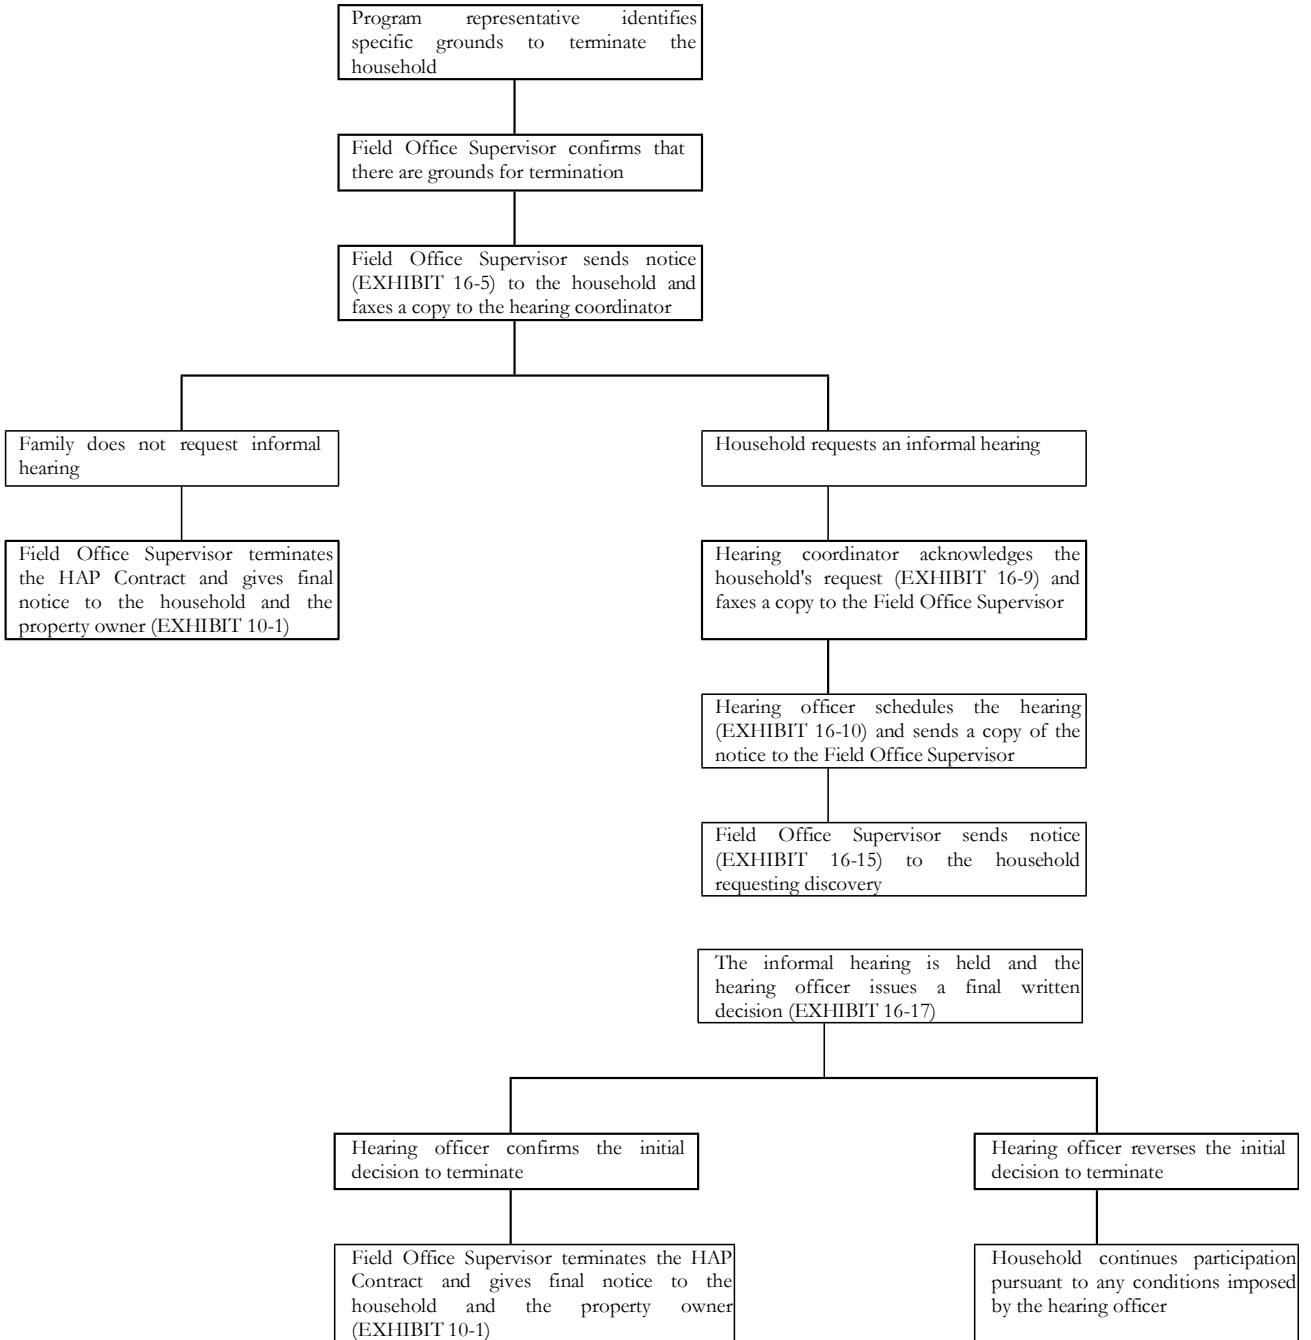 Program representative identifies
specific grounds to terminate the
household
Field Office Supervisor confirms that
there are grounds for termination
Field Office Supervisor sends notice
(EXHIBIT 16-5) to the household and
faxes a copy to the hearing coordinator
Family does not request informal
hearing
Household requests an informal hearing
Field Office Supervisor terminates
the HAP Contract and gives final
notice to the household and the
property owner (EXHIBIT 10-1)
Hearing coordinator acknowledges the
household's request (EXHIBIT 16-9) and
faxes a copy to the Field Office Supervisor
Hearing officer schedules the hearing
(EXHIBIT 16-10) and sends a copy of the
notice to the Field Office Supervisor
Field Office Supervisor sends notice
(EXHIBIT 16-15) to the household
requesting discovery
The informal hearing is held and the
hearing officer issues a final written
decision (EXHIBIT 16-17)
Hearing officer confirms the initial
decision to terminate
Hearing officer reverses the initial
decision to terminate
Field Office Supervisor terminates the HAP
Contract and gives final notice to the
household and the property owner
(EXHIBIT 10-1)
Household continues participation
pursuant to any conditions imposed
by the hearing officer